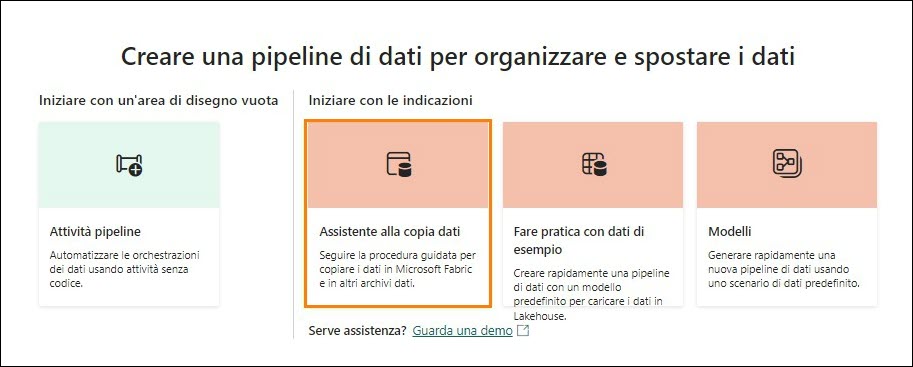 Creare una pipeline di dati per organizzare e spostare i dati
Iniziare con un'area di disegno vuota
Iniziare con le indicazioni
Attività pipeline
Automatizzare le orchestrazioni
dei dati usando attività senza
codice.
Assistente alla copia dati
Seguire la procedura guidata per
copiare i dati in Microsoft Fabric
e in altri archivi dati.
Fare pratica con dati di
esempio
Creare rapidamente una pipeline
di dati con un modello
predefinito per caricare i dati in
Lakehouse.
Modelli
Generare rapidamente una
nuova pipeline di dati usando
uno scenario di dati predefinito.
Serve assistenza? Guarda una demo